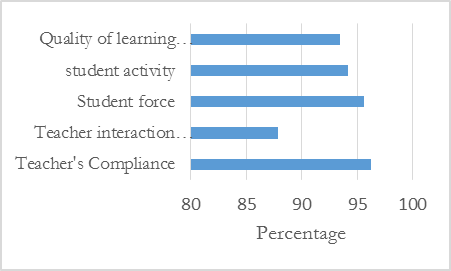 Quality of learning…
student activity
Student force
Teacher interaction…
Teacher's Compliance
80 85 90 95 100
Percentage